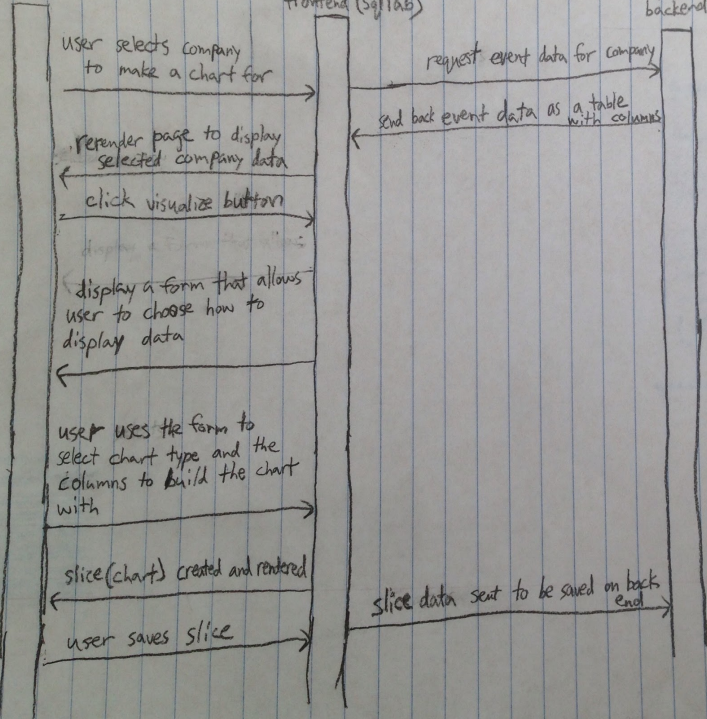 frontend (Sqllab)
backend
user selects company
to make a chart for
request event data for company
send back event data as a table
with columns
rerender page to display
selected company data
click visualize button
display a form that allows
user to choose how to
display data
user uses the form to
select chart type and the
columns to build the chart
with
slice(chart) created and rendered
slice data sent to be saved on back
end
user saves slice